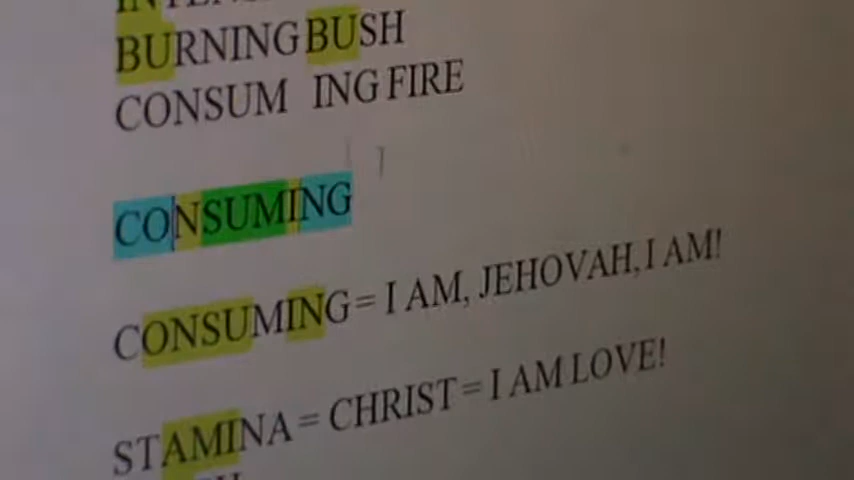 BURNING BUSH
CONSUM ING FIRE
CONSUMING
CONSUMING = I AM, JEHOVAH, I AM!
STAMINA = CHRIST = I AM LOVE!